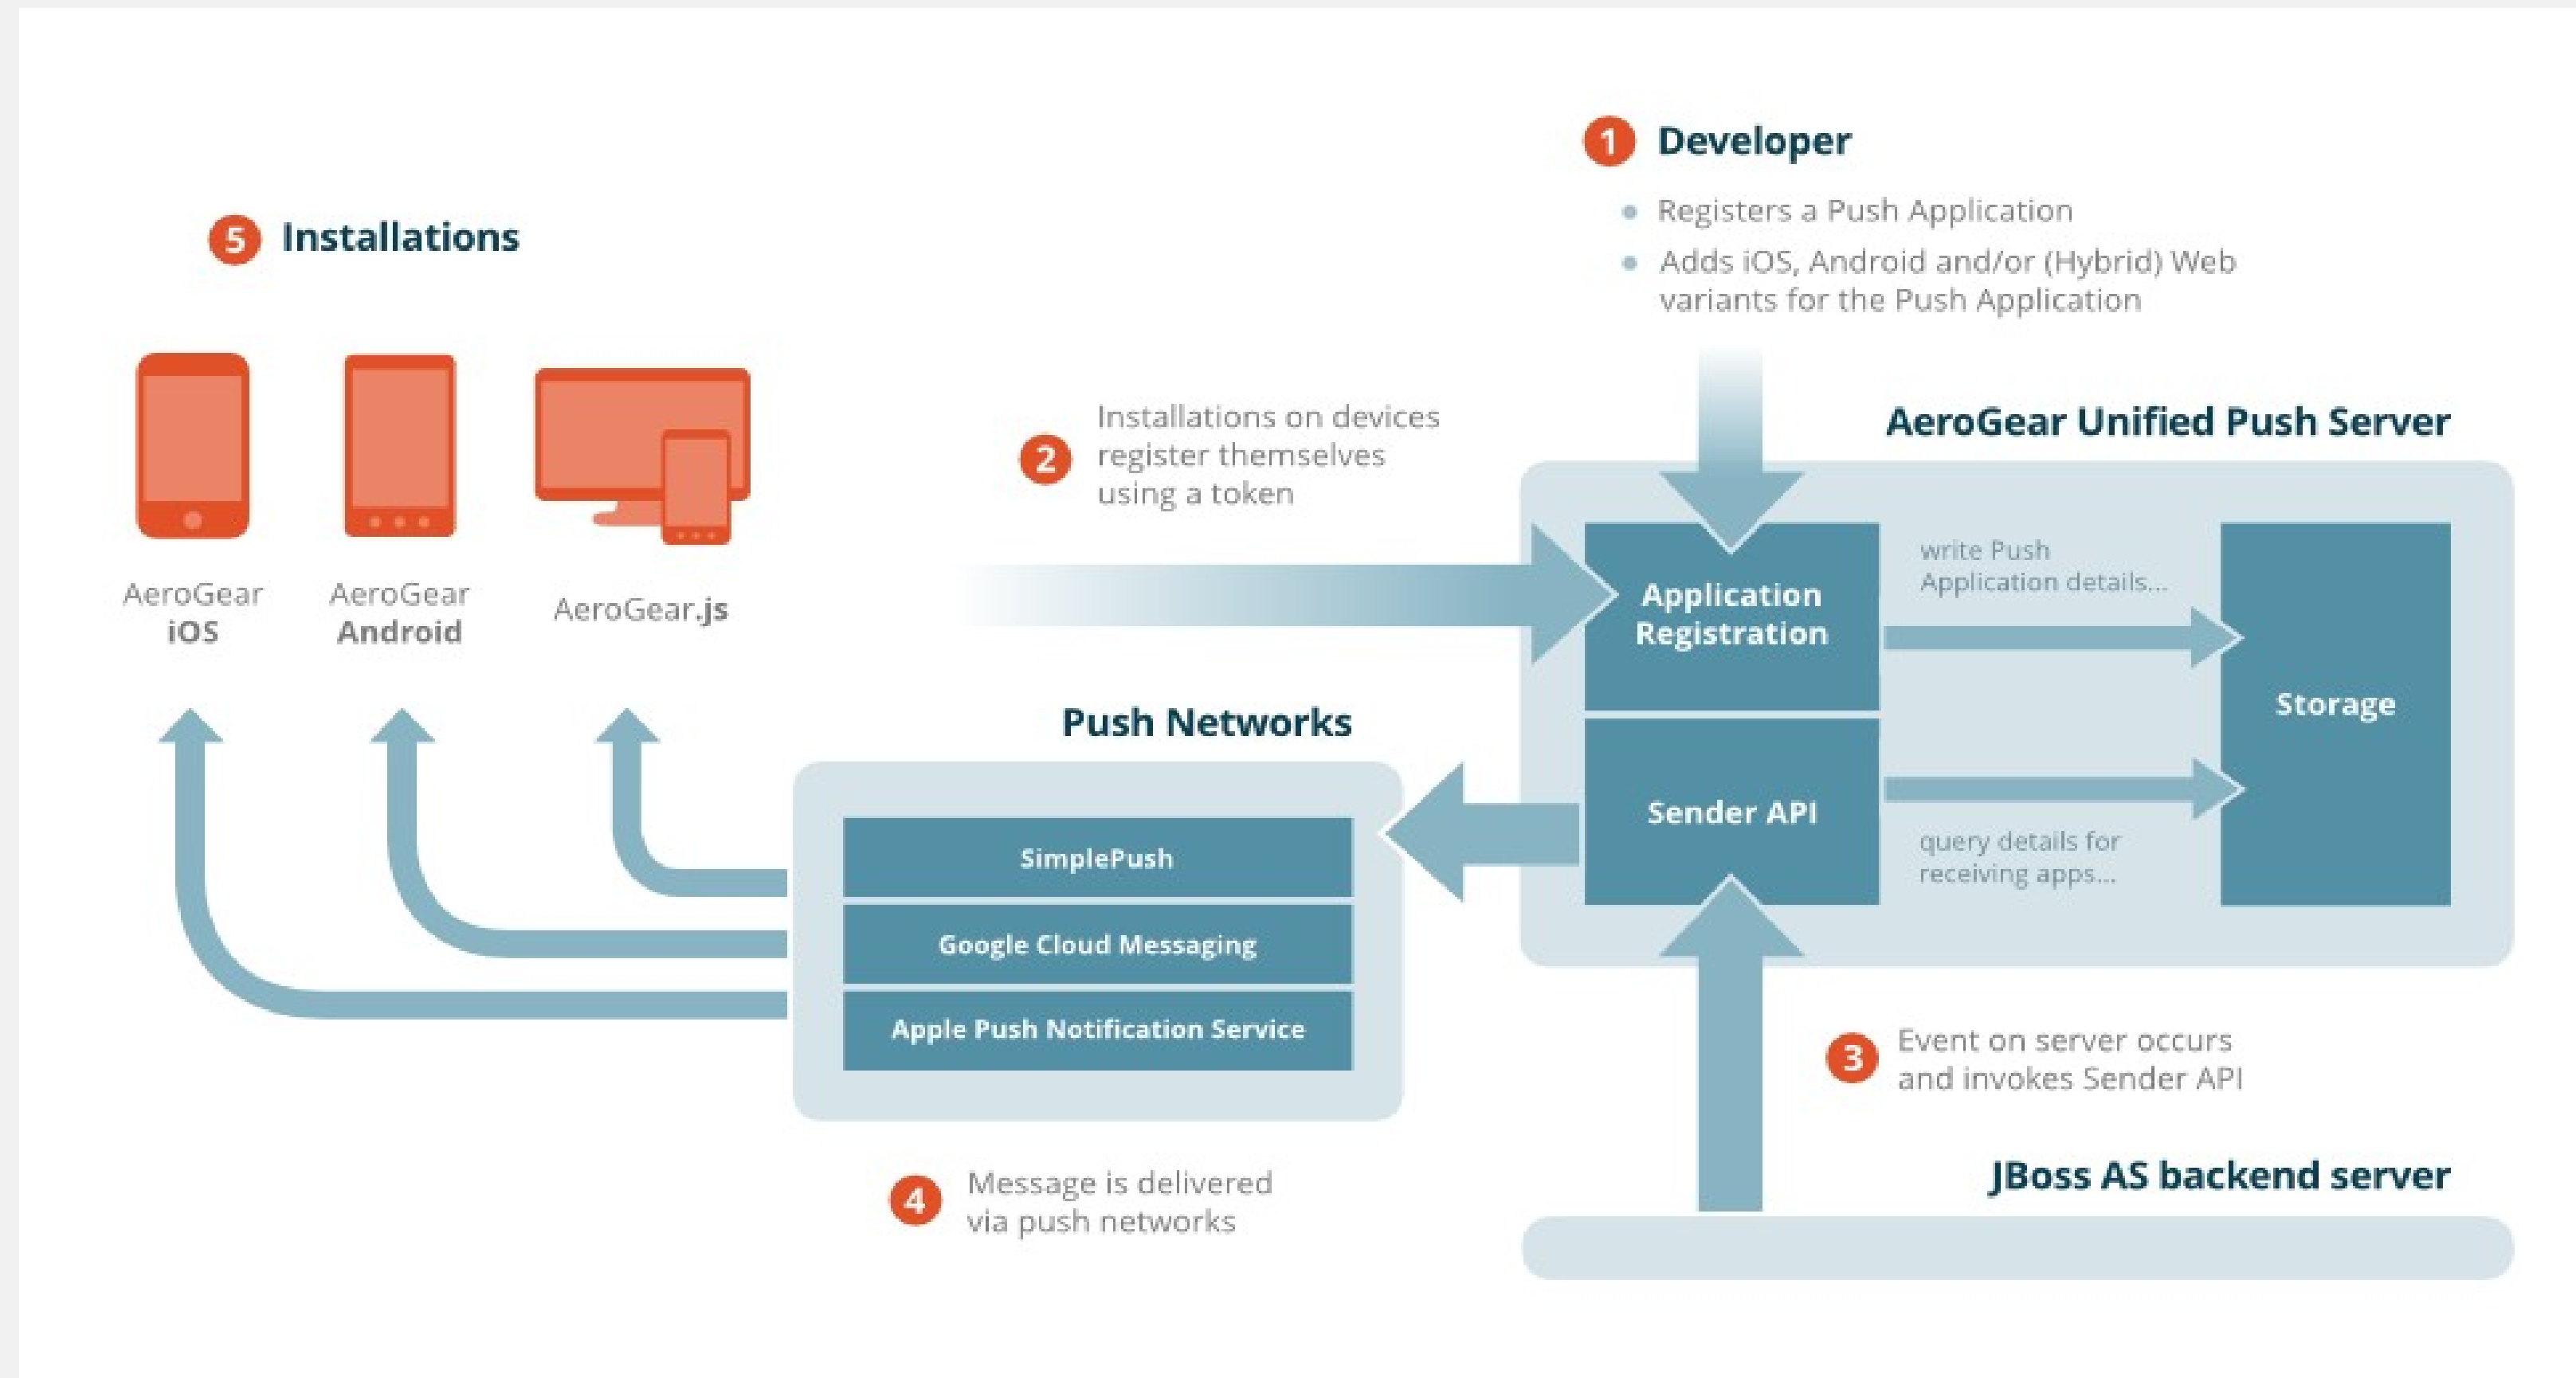 1 Developer
Registers a Push Application
Adds iOS, Android and/or (Hybrid) Web
variants for the Push Application
5 Installations
AeroGear
iOS
AeroGear
Android
AeroGear.js
2 Installations on devices
register themselves
using a token
AeroGear Unified Push Server
Application
Registration
write Push
Application details...
Storage
Sender API
query details for
receiving apps...
Push Networks
SimplePush
Google Cloud Messaging
Apple Push Notification Service
3 Event on server occurs
and invokes Sender API
4 Message is delivered
via push networks
JBoss AS backend server